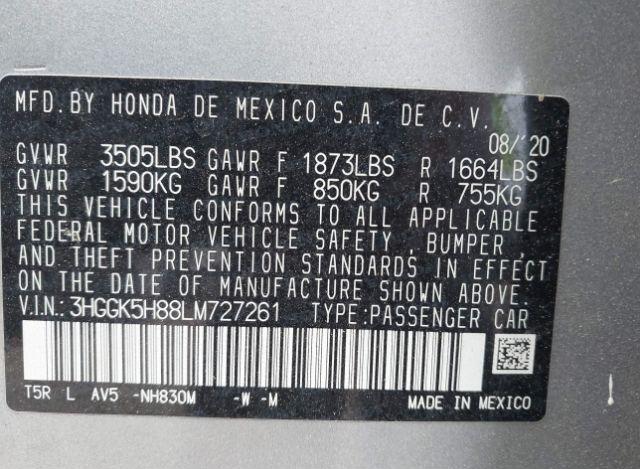 MFD.BY HONDA DE MEXICO S.A. DE C.V.
08/'20
GVWR 3505LBS GAWR F 1873LBS R 1664LBS
GVWR 1590KG GAWR F 850KG R 755KG
THIS VEHICLE CONFORMS TO ALL APPLICABLE
FEDERAL MOTOR VEHICLE SAFETY , BUMPER ,
AND THEFT PREVENTION STANDARDS IN EFFECT
ON THE DATE OF MANUFACTURE SHOWN ABOVE.
V.I.N.: 3HGGK5H88LM727261 TYPE:PASSENGER CAR
T5R L AV5 -NH830M -W -M
MADE IN MEXICO